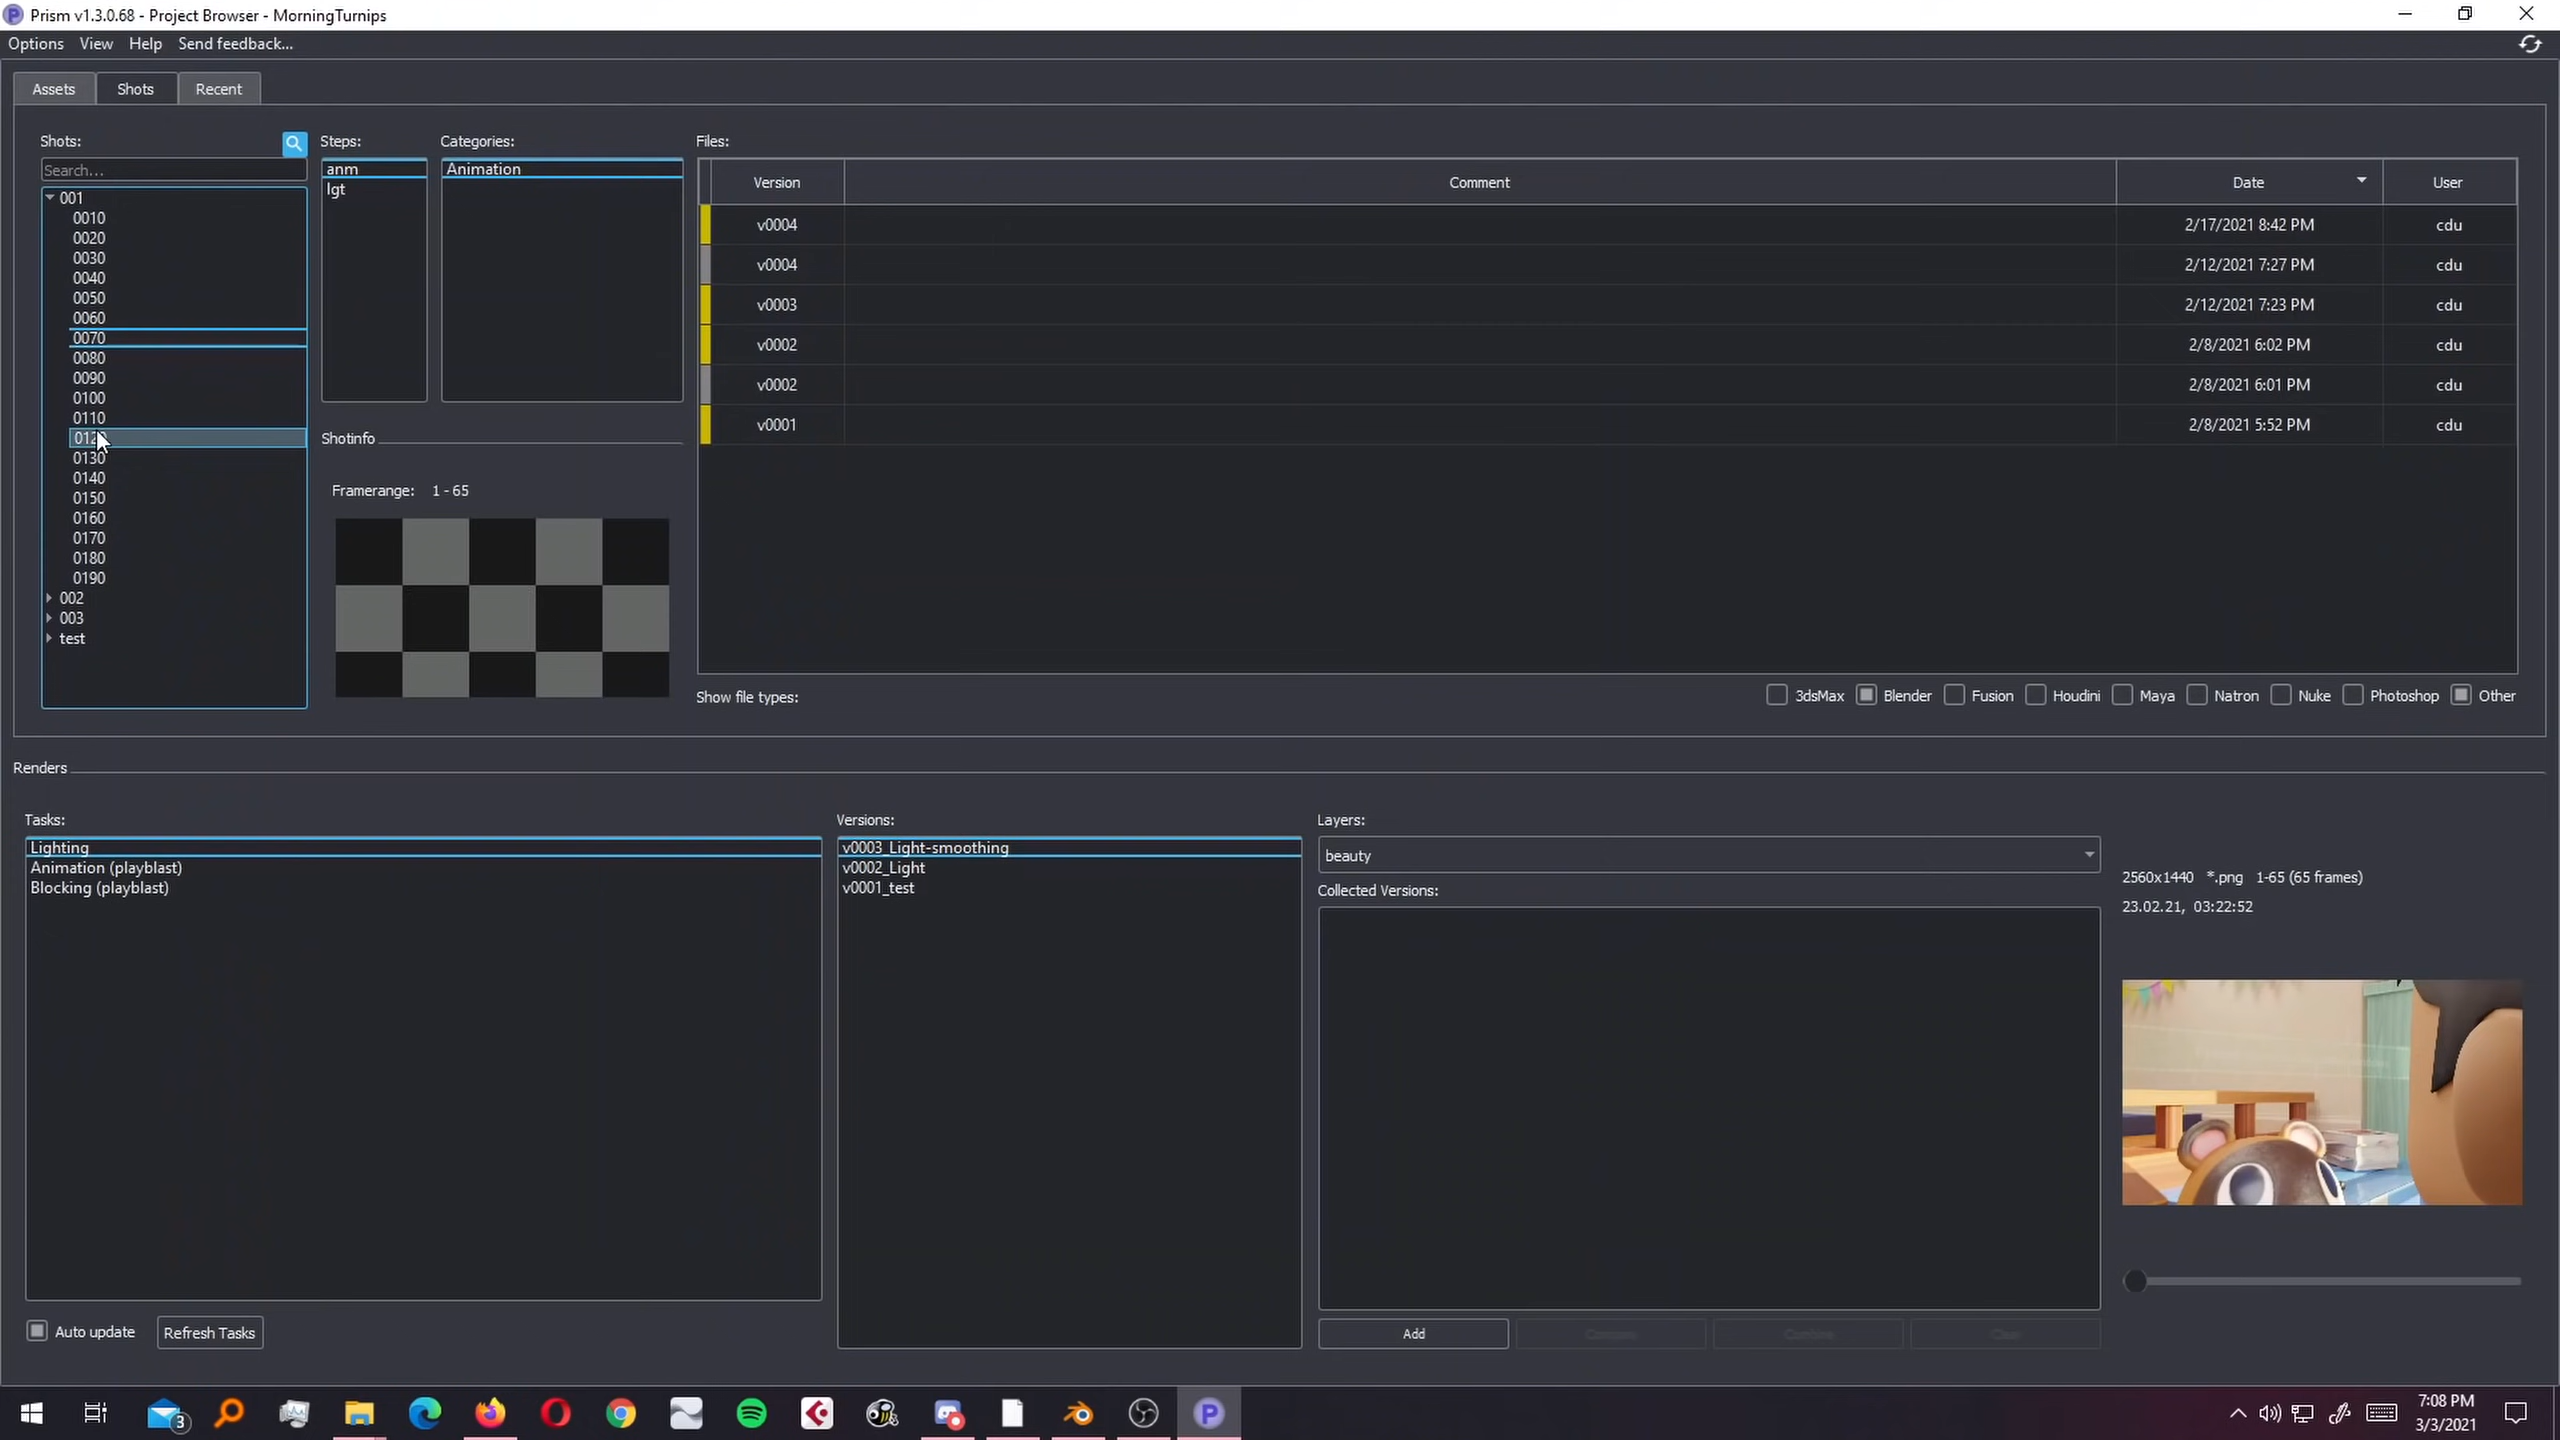 Prism v1.3.0.68 - Project Browser - MorningTurnips
Options View Help Send feedback...
Assets Shots Recent
Shots: Steps: Categories: Files:
Search...
anm
lgt
Animation
Version Comment Date User
v0004 2/17/2021 8:42 PM cdu
v0004 2/12/2021 7:27 PM cdu
v0003 2/12/2021 7:23 PM cdu
v0002 2/8/2021 6:02 PM cdu
v0002 2/8/2021 6:01 PM cdu
v0001 2/8/2021 5:52 PM cdu
001
0010
0020
0030
0040
0050
0060
0070
0080
0090
0100
0110
0130
0140
0150
0160
0170
0180
0190
002
003
test
Shotinfo
Framerange: 1 - 65
Show file types: 3dsMax Blender Fusion Houdini Maya Natron Nuke Photoshop Other
Renders
Tasks:
Lighting
Animation (playblast)
Blocking (playblast)
Auto update Refresh Tasks
Versions:
v0003_Light-smoothing
v0002_Light
v0001_test
Layers:
beauty
Collected Versions:
Add
2560x1440 *.png 1-65 (65 frames)
23.02.21, 03:22:52
3
7:08 PM
3/3/2021